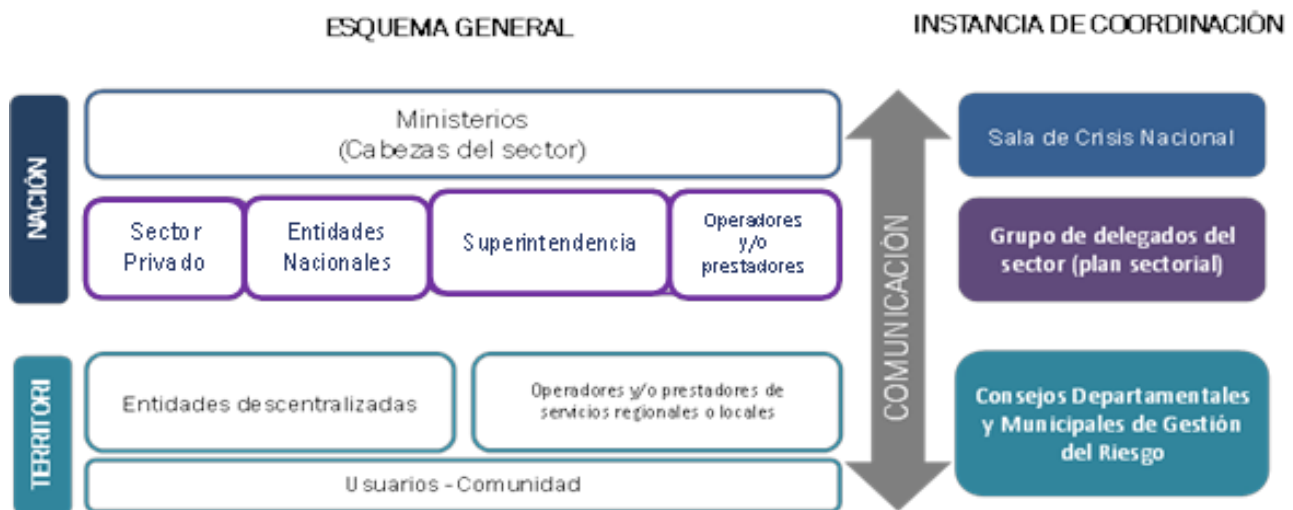 ESQUEMA GENERAL
INSTANCIA DE COORDINACIÓN
NACIÓN
Ministerios
(Cabezas del sector)
Sector
Privado
Entidades
Nacionales
Superintendencia
Operadores
y/o
prestadores
COMUNICACIÓN
Sala de Crisis Nacional
Grupo de delegados del
sector (plan sectorial)
TERRITORI
Entidades descentralizadas
Operadores y/o prestadores de
servicios regionales o locales
Usuarios - Comunidad
Consejos Departamentales
y Municipales de Gestión
del Riesgo